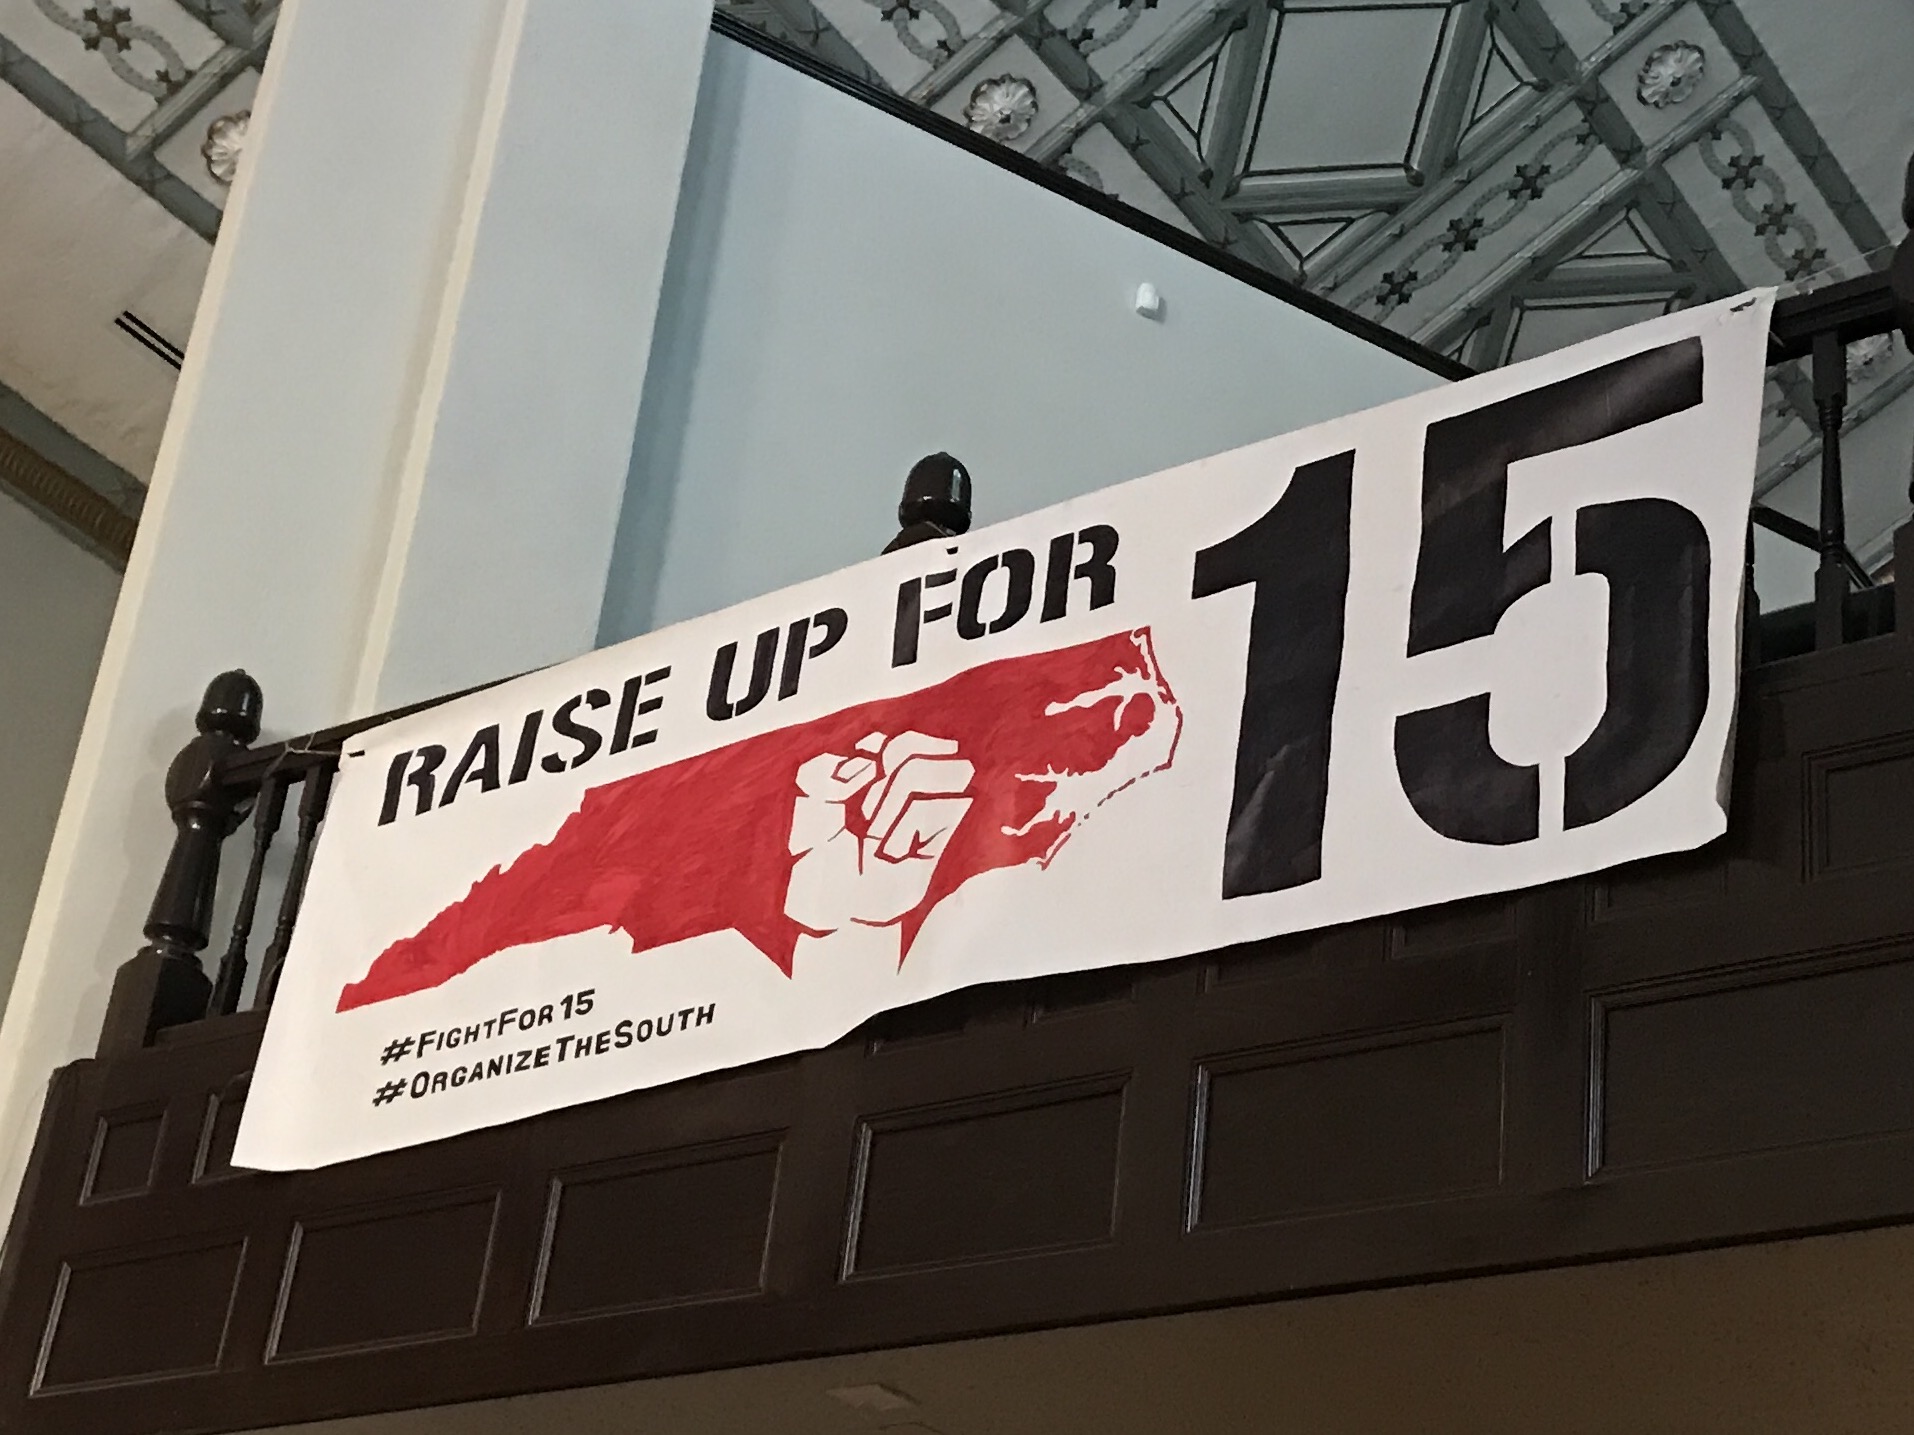 RAISE UP FOR 15
#FIGHTFOR15
#ORGANIZETHESOUTH